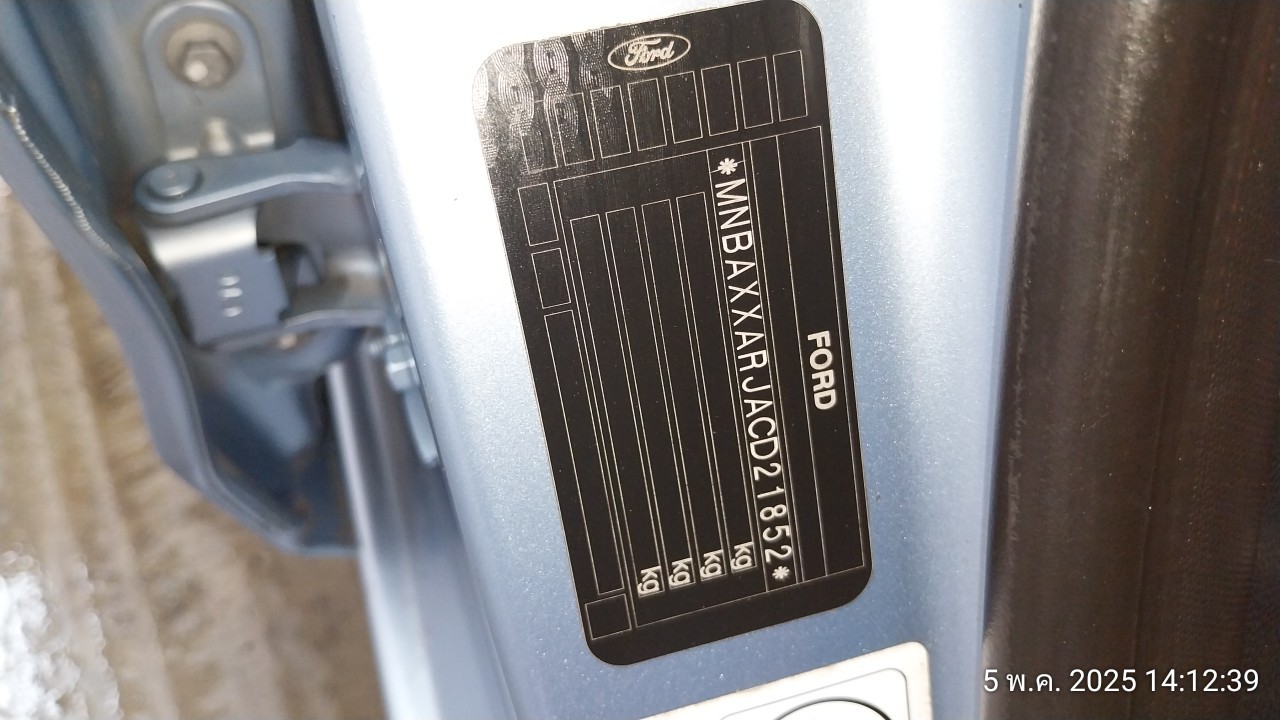 Ford
FORD
*MNBAXXARJACD21852*
kg
kg
kg
kg
5 พ.ค. 2025 14:12:39